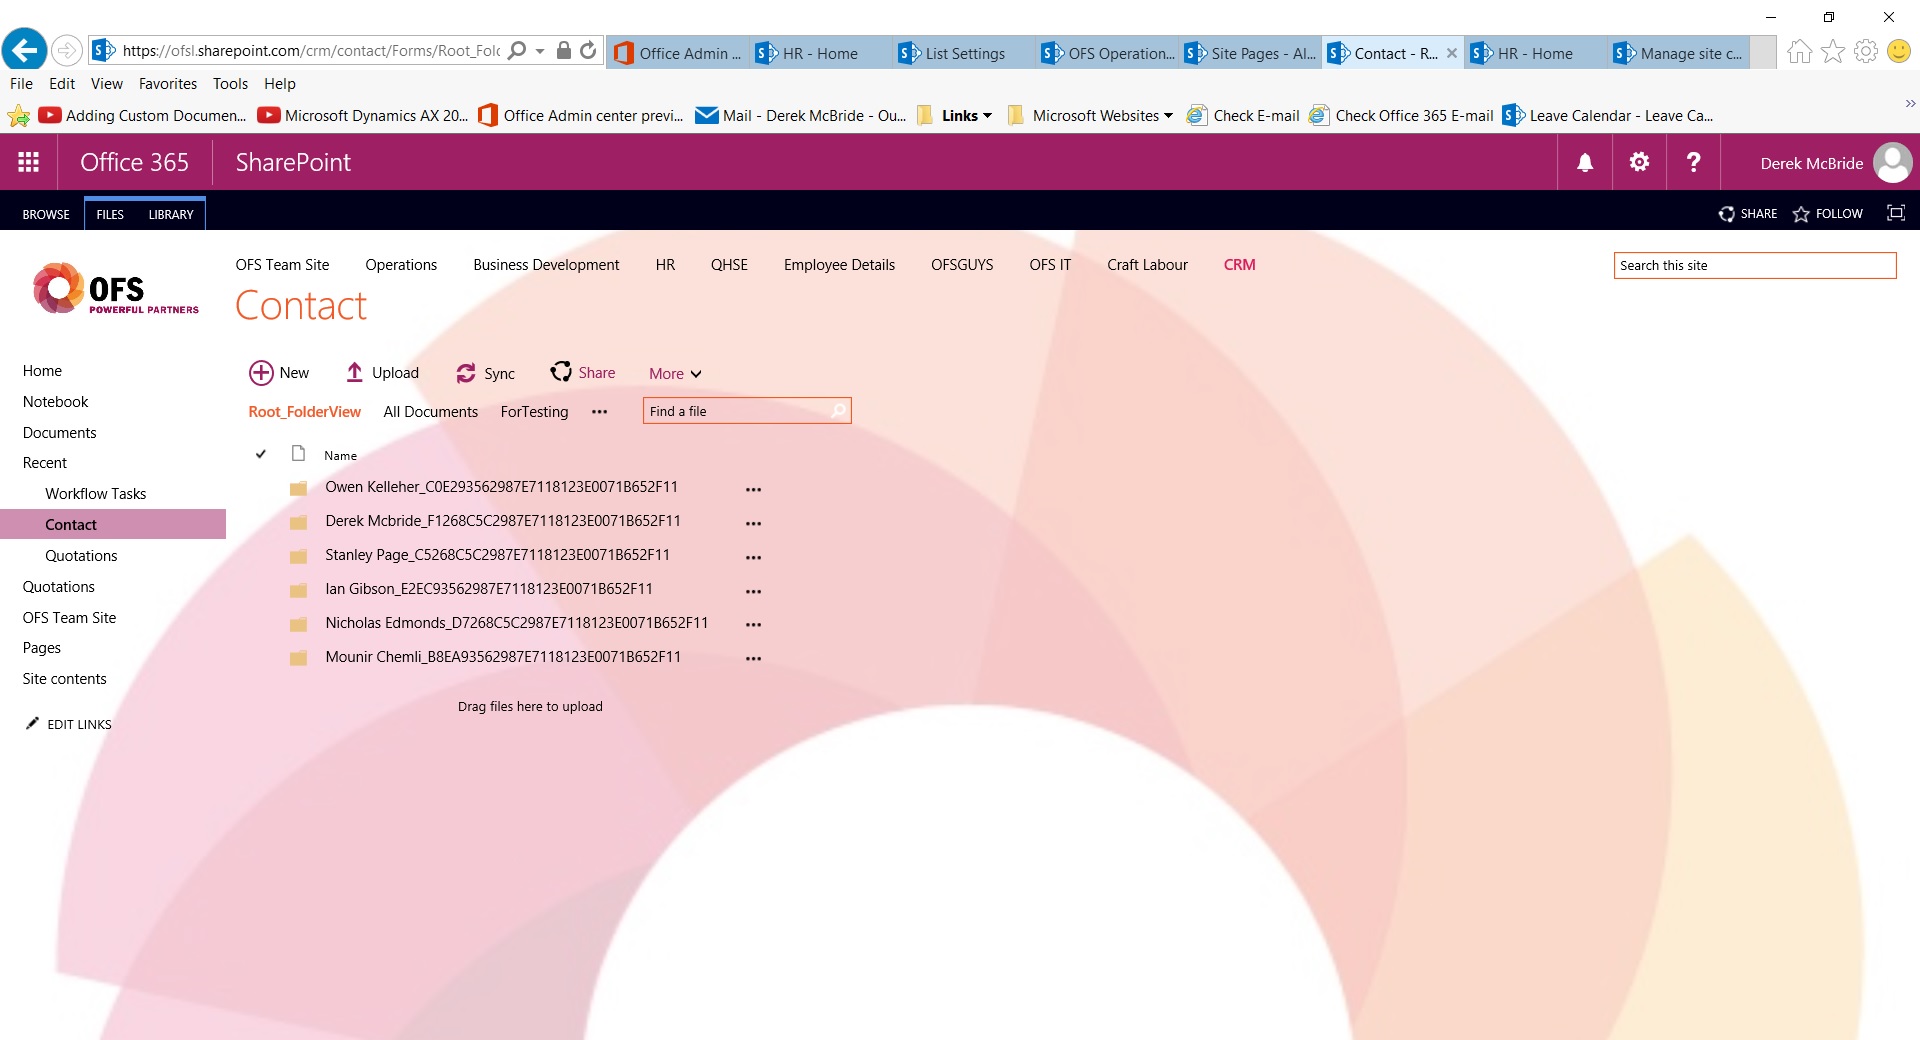 https://ofsl.sharepoint.com/crm/contact/Forms/Root_Fol
Office Admin ...
HR - Home
List Settings
OFS Operation...
Site Pages - Al...
Contact - R...
HR - Home
Manage site c...
File Edit View Favorites Tools Help
Adding Custom Documen...
Microsoft Dynamics AX 20...
Office Admin center previ...
Mail - Derek McBride - Ou...
Links
Microsoft Websites
Check E-mail
Check Office 365 E-mail
Leave Calendar - Leave Ca...
Office 365
SharePoint
?
Derek McBride
BROWSE FILES LIBRARY
SHARE FOLLOW
OFS
POWERFUL PARTNERS
OFS Team Site Operations Business Development HR QHSE Employee Details OFSGUYS OFS IT Craft Labour CRM
Search this site
Contact
Home
Notebook
Documents
Recent
Workflow Tasks
Contact
Quotations
Quotations
OFS Team Site
Pages
Site contents
EDIT LINKS
New Upload Sync Share More
Root_FolderView All Documents ForTesting ...
Find a file
Name
Owen Kelleher_C0E293562987E7118123E0071B652F11 ...
Derek Mcbride_F1268C5C2987E7118123E0071B652F11 ...
Stanley Page_C5268C5C2987E7118123E0071B652F11 ...
Ian Gibson_E2EC93562987E7118123E0071B652F11 ...
Nicholas Edmonds_D7268C5C2987E7118123E0071B652F11 ...
Mounir Chemli_B8EA93562987E7118123E0071B652F11 ...
Drag files here to upload